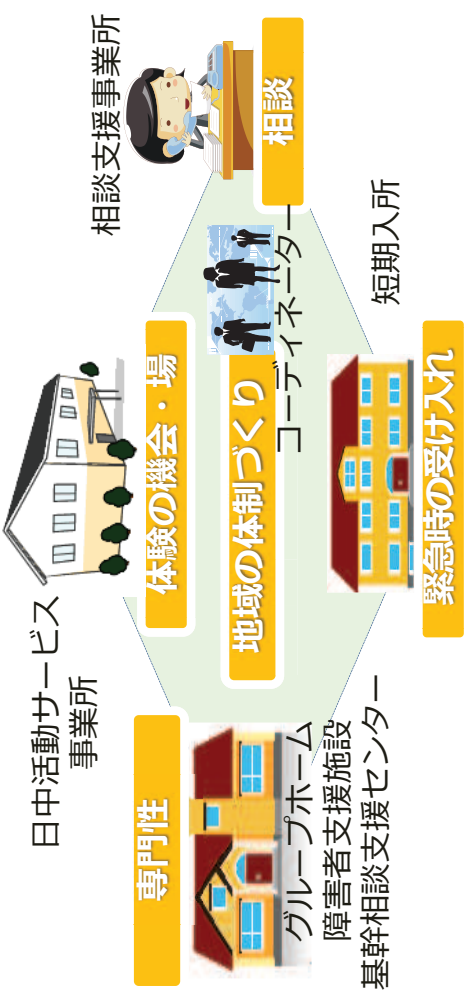 日中活動サービス
事業所
体験の機会・場
相談支援事業所
相談
専門性
グループホーム
障害者支援施設
基幹相談支援センター
地域の体制づくり
コーディネーター
短期入所
緊急時の受け入れ